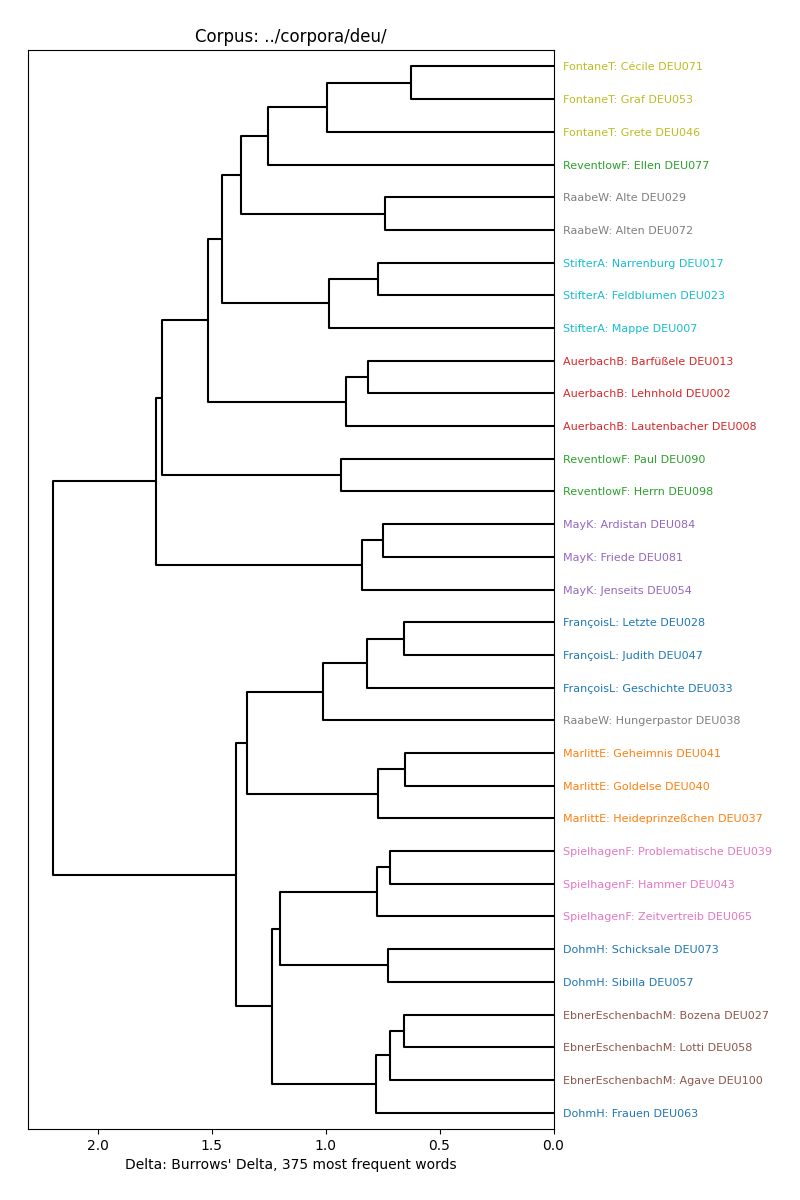 Corpus: ../corpora/deu/
FontaneT: Cécile DEU071
FontaneT: Graf DEU053
FontaneT: Grete DEU046
ReventlowF: Ellen DEU077
RaabeW: Alte DEU029
RaabeW: Alten DEU072
StifterA: Narrenburg DEU017
StifterA: Feldblumen DEU023
StifterA: Mappe DEU007
AuerbachB: Barfüßele DEU013
AuerbachB: Lehnhold DEU002
AuerbachB: Lautenbacher DEU008
ReventlowF: Paul DEU090
ReventlowF: Herrn DEU098
MayK: Ardistan DEU084
MayK: Friede DEU081
MayK: Jenseits DEU054
FrançoisL: Letzte DEU028
FrançoisL: Judith DEU047
FrançoisL: Geschichte DEU033
RaabeW: Hungerpastor DEU038
MarlittE: Geheimnis DEU041
MarlittE: Goldelse DEU040
MarlittE: Heideprinzeßchen DEU037
SpielhagenF: Problematische DEU039
SpielhagenF: Hammer DEU043
SpielhagenF: Zeitvertreib DEU065
DohmH: Schicksale DEU073
DohmH: Sibilla DEU057
EbnerEschenbachM: Bozena DEU027
EbnerEschenbachM: Lotti DEU058
EbnerEschenbachM: Agave DEU100
DohmH: Frauen DEU063
2.0 1.5 1.0 0.5 0.0
Delta: Burrows' Delta, 375 most frequent words